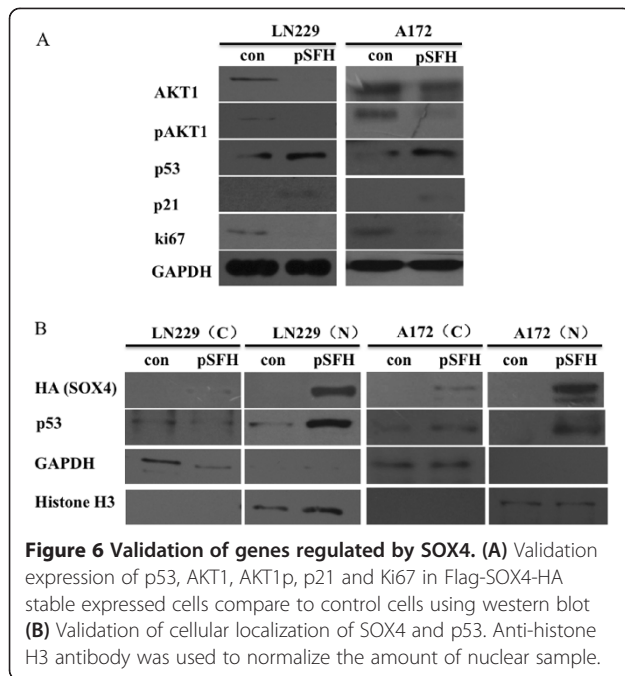 A
LN229 A172
con pSFH con pSFH
AKT1
pAKT1
p53
p21
ki67
GAPDH
B
LN229（C） LN229（N） A172（C） A172（N）
con pSFH con pSFH con pSFH con pSFH
HA (SOX4)
p53
GAPDH
Histone H3
Figure 6 Validation of genes regulated by SOX4. (A) Validation
expression of p53, AKT1, AKT1p, p21 and Ki67 in Flag-SOX4-HA
stable expressed cells compare to control cells using western blot
(B) Validation of cellular localization of SOX4 and p53. Anti-histone
H3 antibody was used to normalize the amount of nuclear sample.